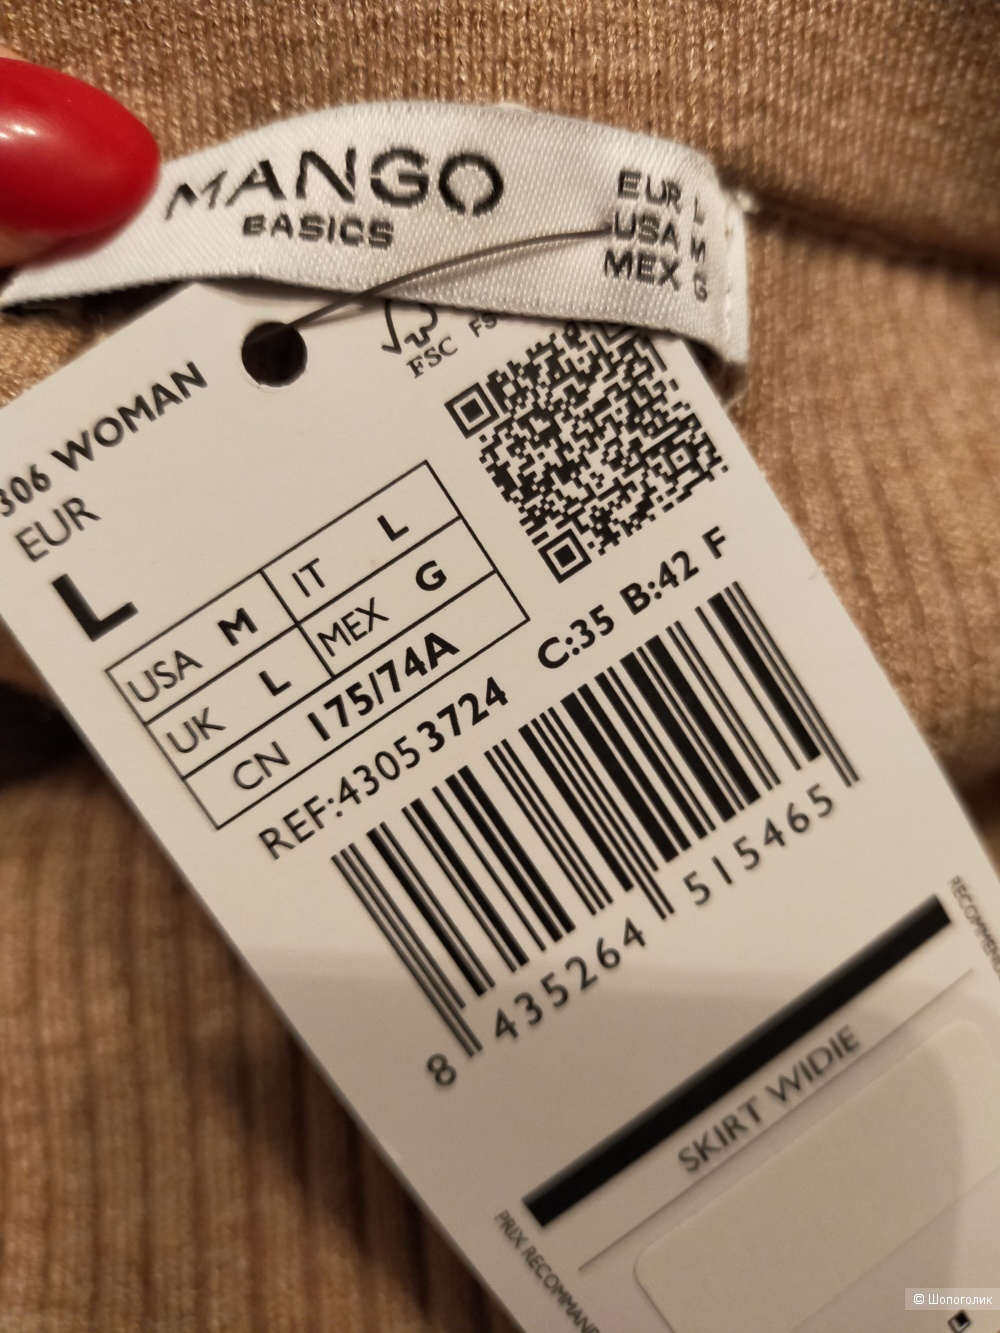 MANGO
BASICS
EUR L
USA M
MEX G
FSC
306 WOMAN
EUR
L
USA M
IT L
UK L
MEX G
CN 175/74A
REF:43053724 C:35 B:42 F
8 435264 515465
SKIRT WIDIE
© Шопоголик